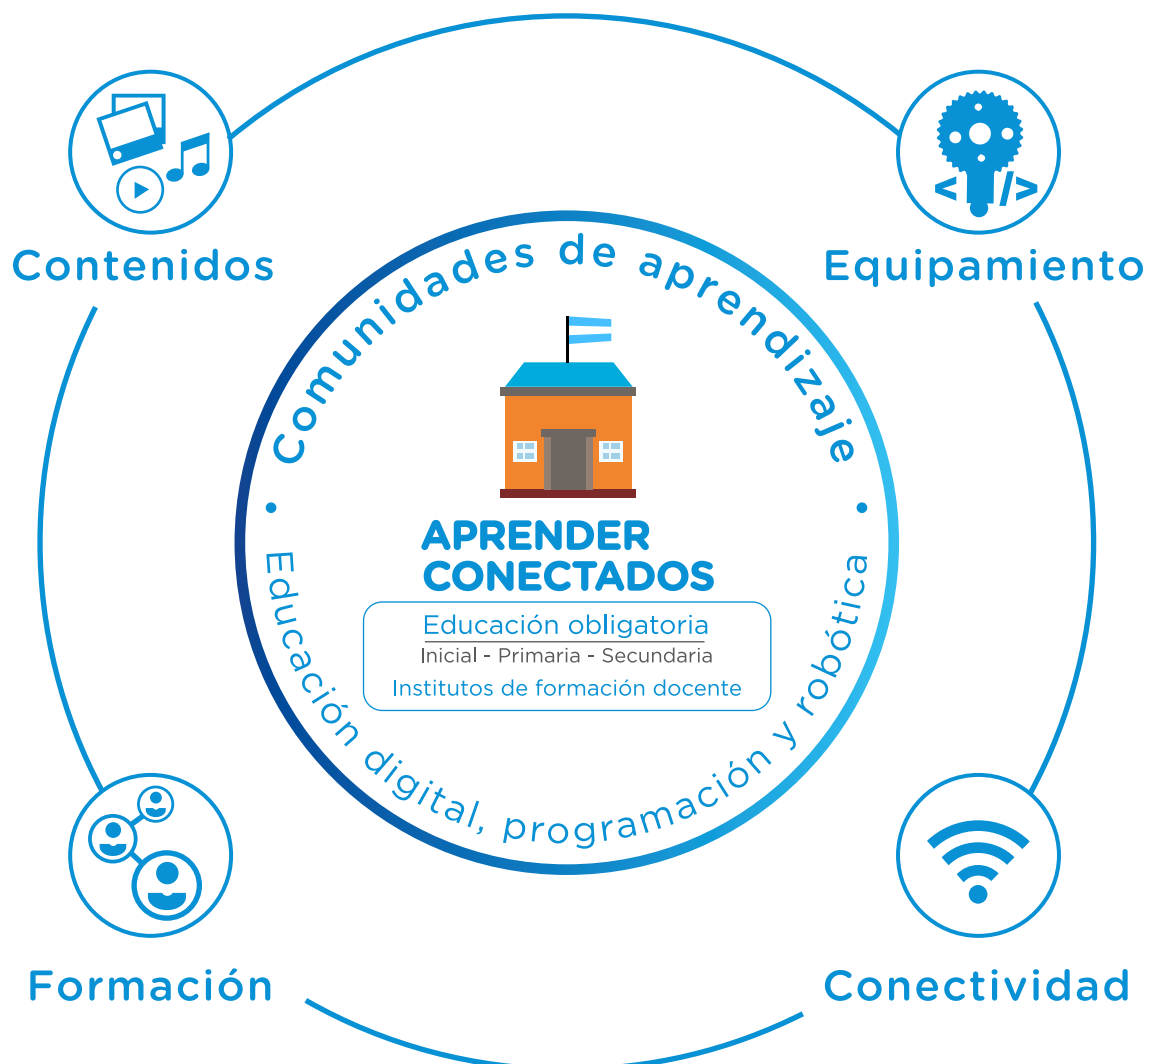 Contenidos
Equipamiento
Comunidades de aprendizaje
< />
APRENDER
CONECTADOS
Educación obligatoria
Inicial - Primaria - Secundaria
Institutos de formación docente
Educación digital, programación y robótica
Formación
Conectividad